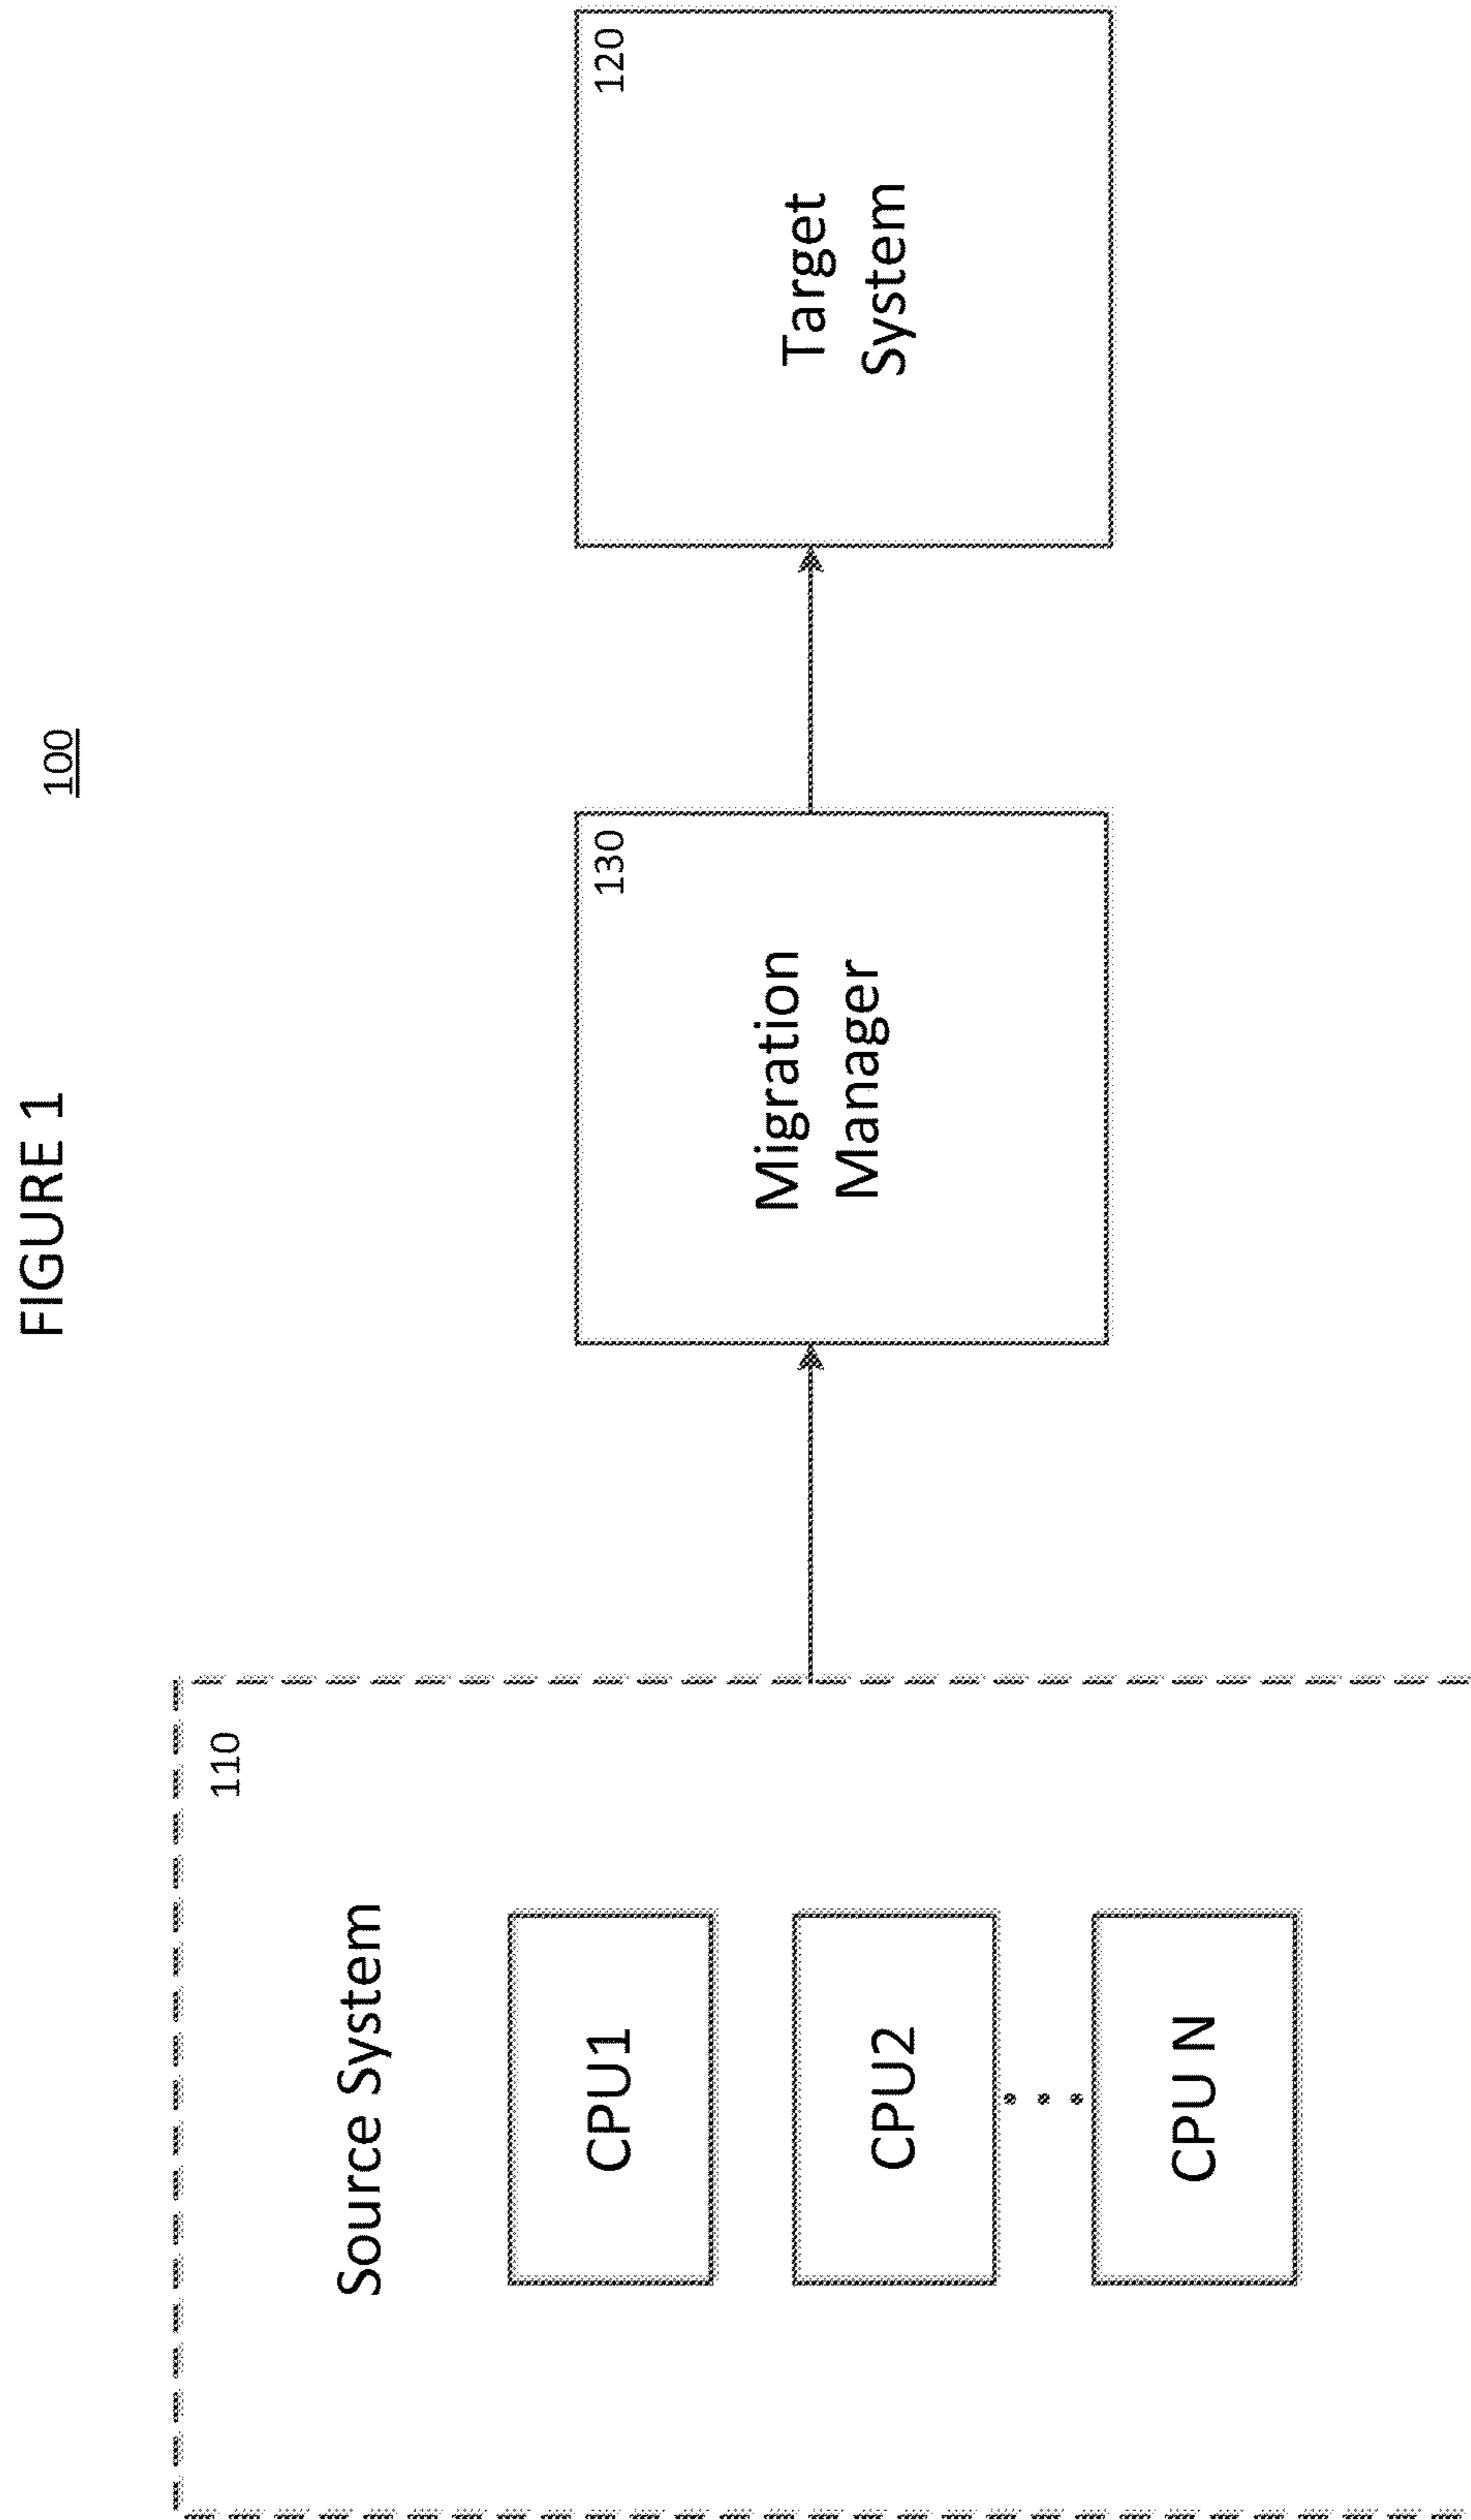 FIGURE 1
100
110
Source System
CPU1
CPU2
CPU N
130
Migration
Manager
120
Target
System